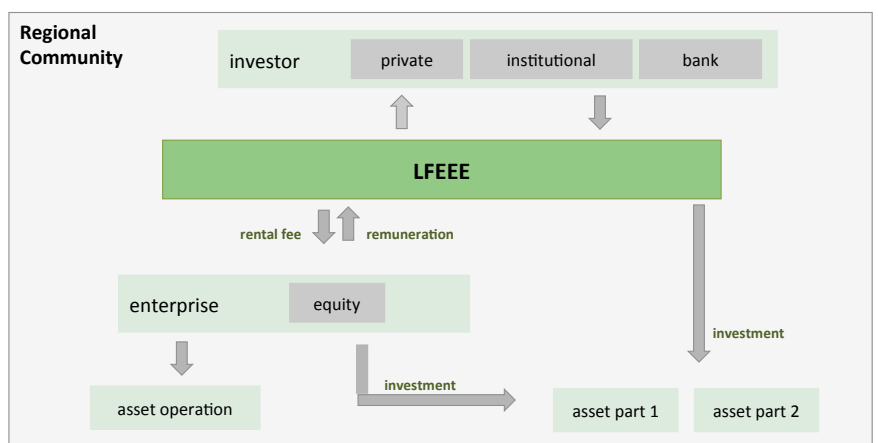 Regional
Community
investor
private
institutional
bank
LFEEE
rental fee
remuneration
enterprise
equity
investment
investment
asset operation
asset part 1
asset part 2